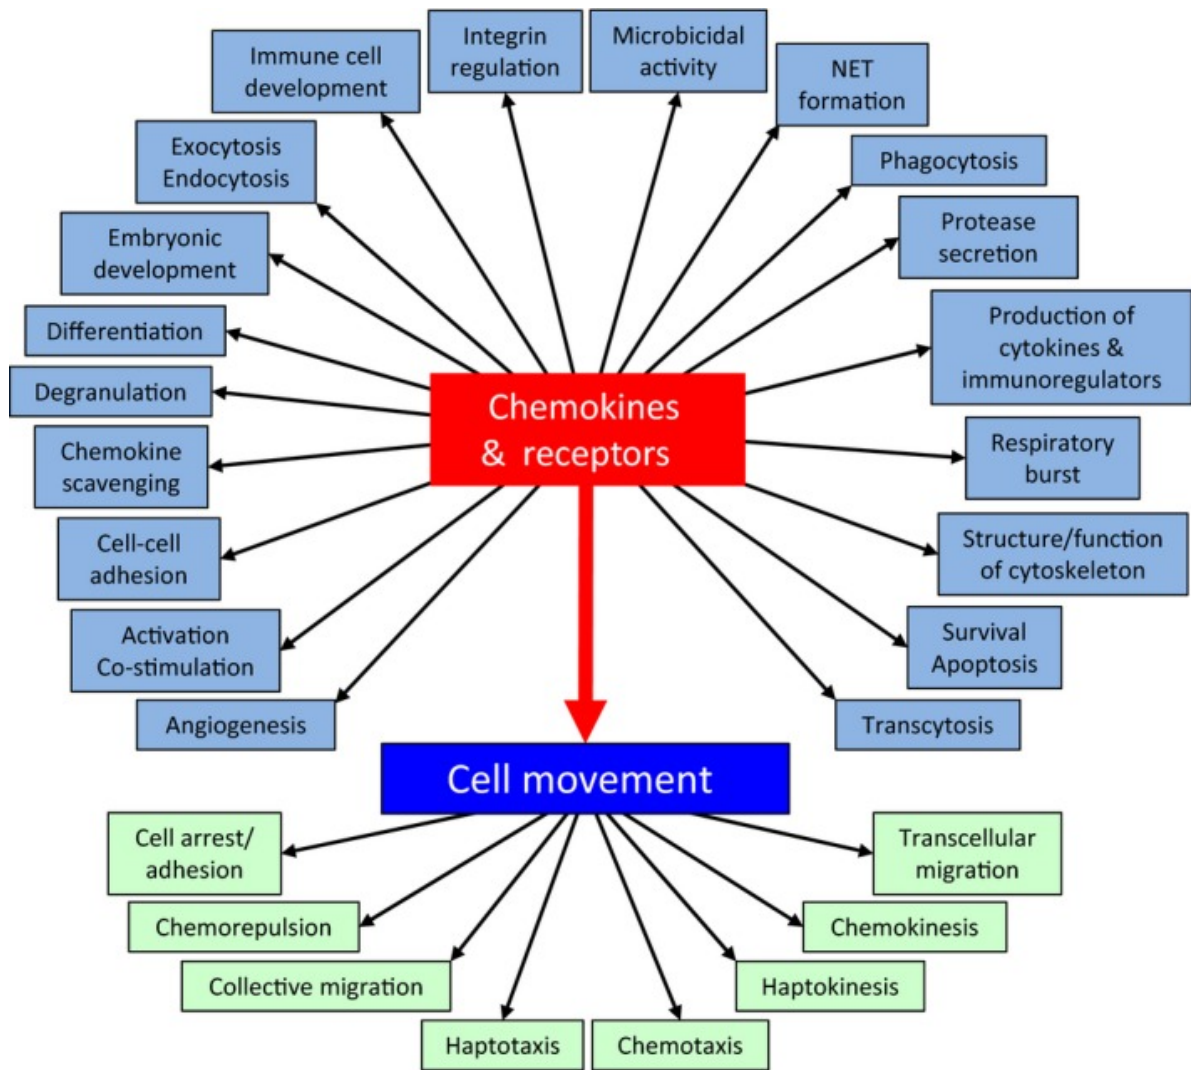 Integrin
regulation
Microbicidal
activity
Immune cell
development
NET
formation
Exocytosis
Endocytosis
Phagocytosis
Embryonic
development
Protease
secretion
Differentiation
Production of
cytokines &
immunoregulators
Degranulation
Chemokines
& receptors
Chemokine
scavenging
Respiratory
burst
Cell-cell
adhesion
Structure/function
of cytoskeleton
Activation
Co-stimulation
Survival
Apoptosis
Angiogenesis
Transcytosis
Cell movement
Cell arrest/
adhesion
Transcellular
migration
Chemorepulsion
Chemokinesis
Collective migration
Haptokinesis
Haptotaxis
Chemotaxis